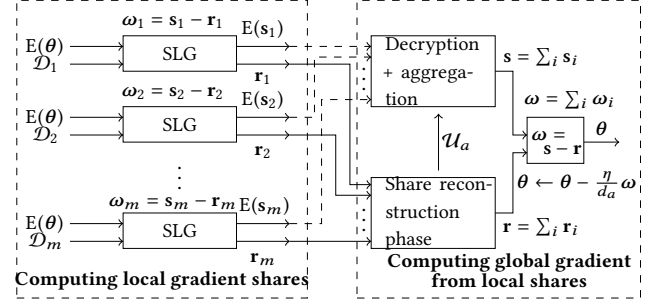 ω₁ = s₁ − r₁
E(s₁)
E(θ)
𝒟₁
SLG
r₁
ω₂ = s₂ − r₂
E(s₂)
E(θ)
𝒟₂
SLG
r₂
⋮
ωₘ = sₘ − rₘ
E(sₘ)
E(θ)
𝒟ₘ
SLG
rₘ
Computing local gradient shares
Decryption
+ aggrega-
tion
s = ∑ᵢ sᵢ
ω = ∑ᵢ ωᵢ
ω =
s − r
θ
𝒰ₐ
Share recon-
struction
phase
θ ← θ − η/dₐ ω
r = ∑ᵢ rᵢ
Computing global gradient
from local shares